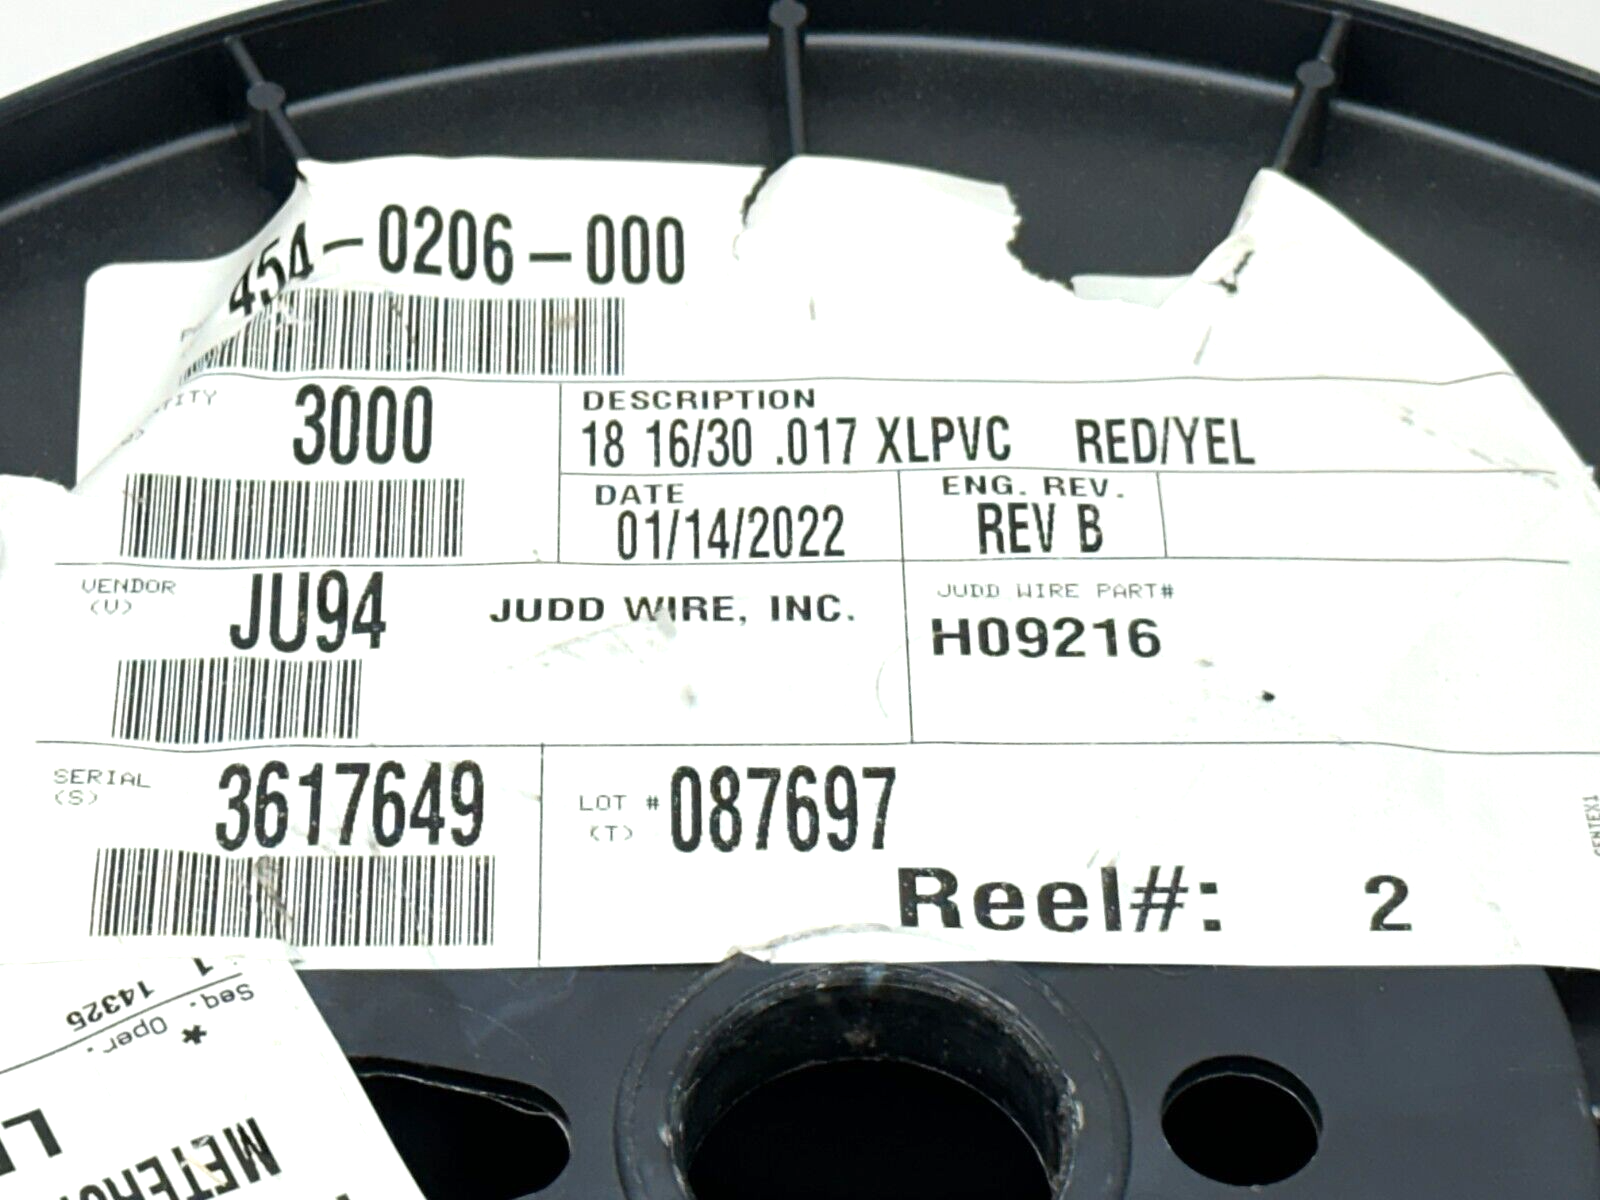 454-0206-000
3000
DESCRIPTION
18 16/30 .017 XLPVC RED/YEL
DATE
01/14/2022
ENG. REV.
REV B
VENDOR
(V)
JU94
JUDD WIRE, INC.
JUDD WIRE PART#
H09216
SERIAL
(S)
3617649
LOT #
(T)
087697
Reel#: 2
Seq.
1
* Oper.
14325